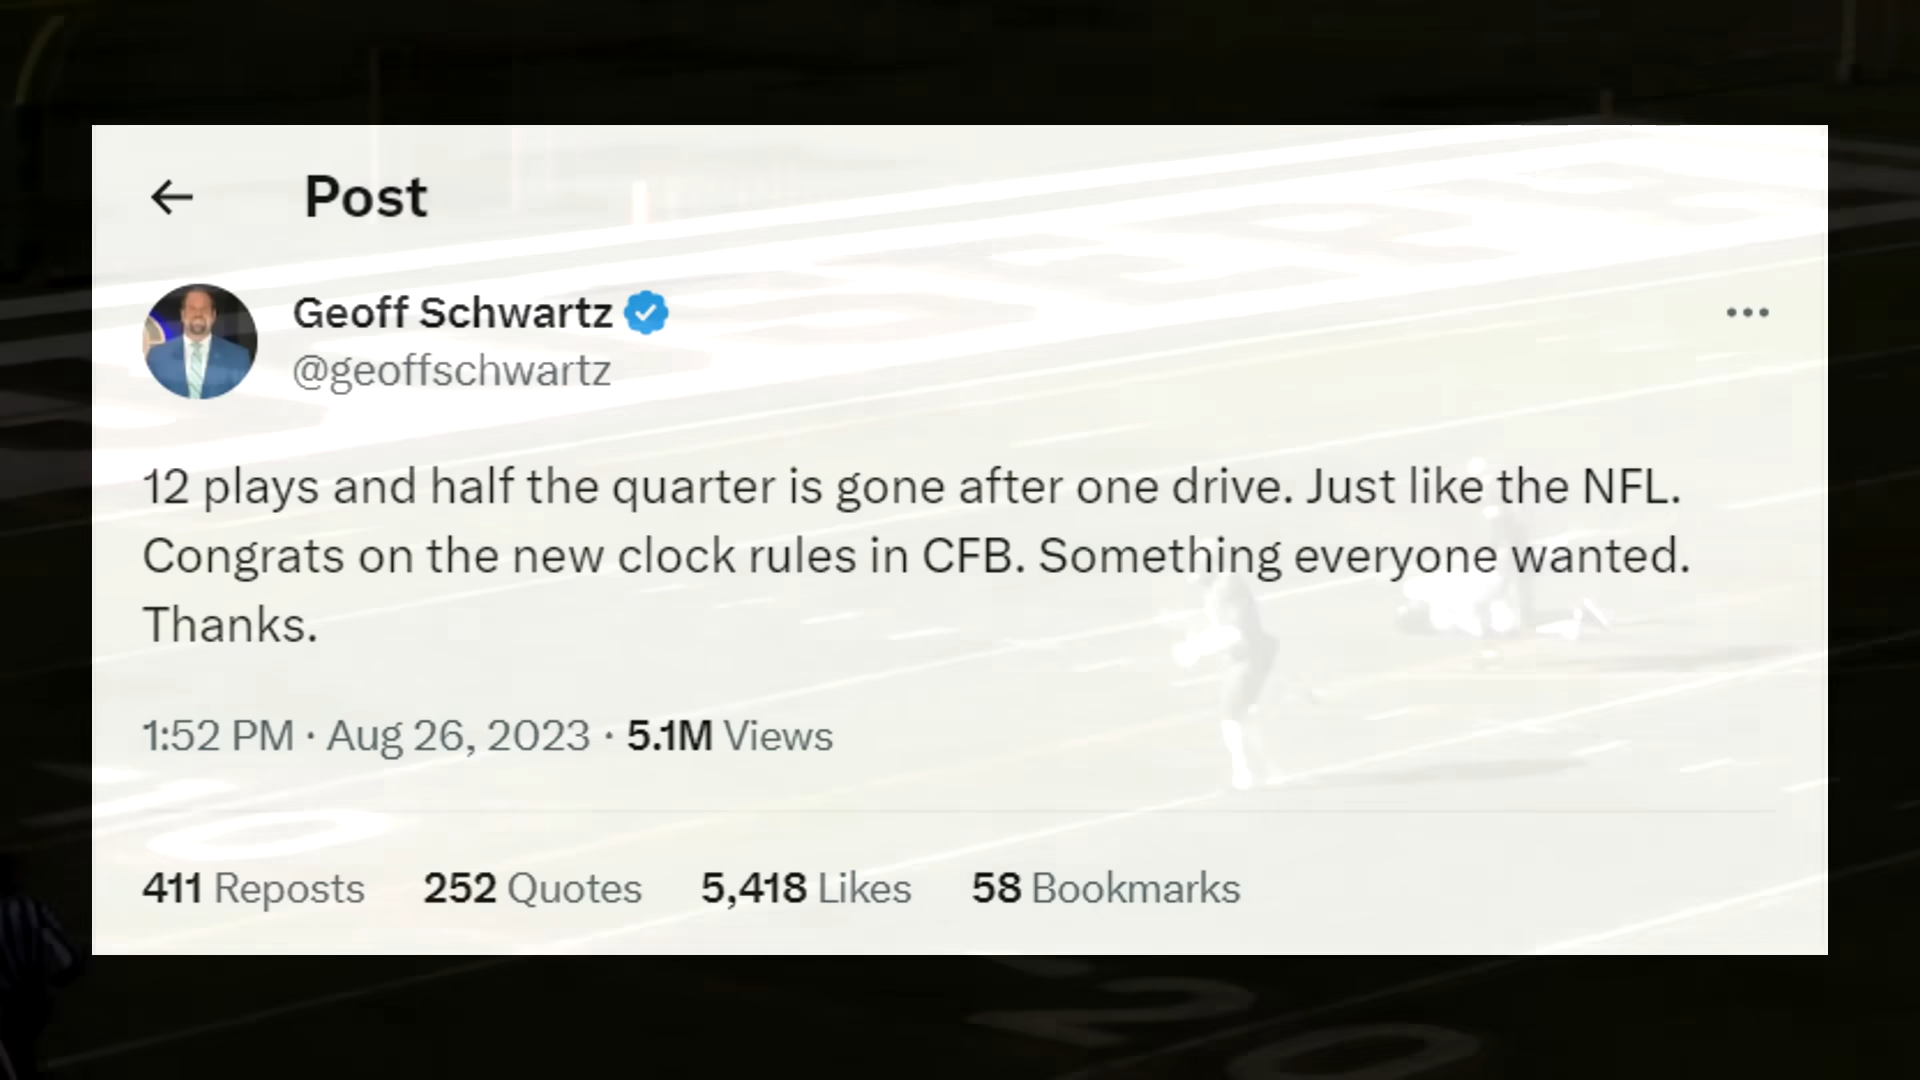 Post
Geoff Schwartz
@geoffschwartz
12 plays and half the quarter is gone after one drive. Just like the NFL.
Congrats on the new clock rules in CFB. Something everyone wanted.
Thanks.
1:52 PM · Aug 26, 2023 · 5.1M Views
411 Reposts 252 Quotes 5,418 Likes 58 Bookmarks
20